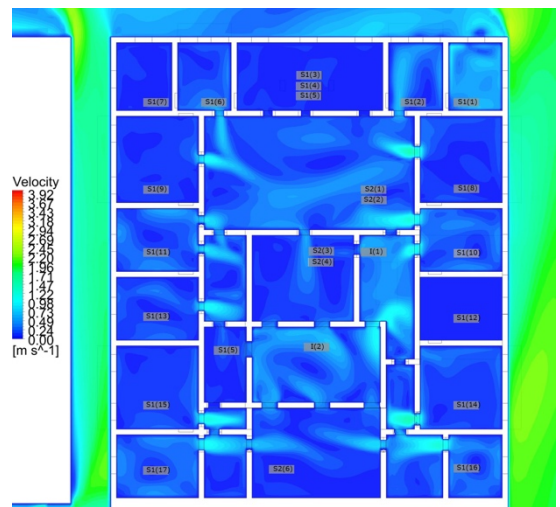 S1(3)
S1(4)
S1(7)
S1(6)
S1(5)
S1(2)
S1(1)
Velocity
3.92
3.67
3.43
3.18
2.94
2.69
2.45
2.20
1.96
1.71
1.47
1.22
0.98
0.73
0.49
0.24
0.00
[m s^-1]
S1(9)
S2(1)
S1(8)
S2(2)
S1(11)
S2(3)
I(1)
S1(10)
S2(4)
S1(13)
S1(12)
S1(5)
I(2)
S1(15)
S1(14)
S1(17)
S2(6)
S1(16)